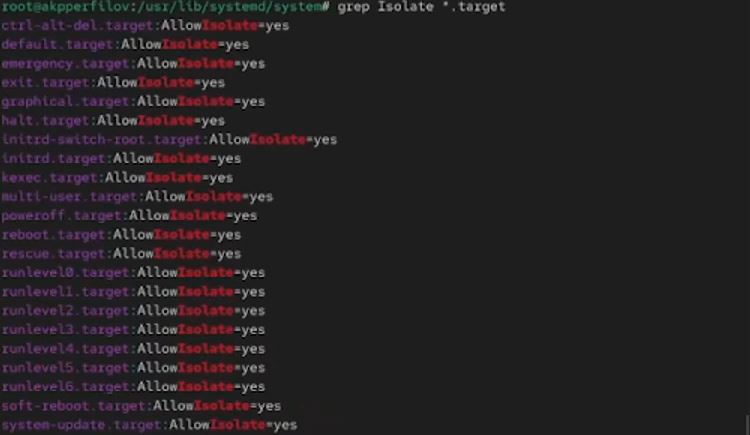 root@akpperfilov:/usr/lib/systemd/system# grep Isolate *.target
ctrl-alt-del.target:AllowIsolate=yes
default.target:AllowIsolate=yes
emergency.target:AllowIsolate=yes
exit.target:AllowIsolate=yes
graphical.target:AllowIsolate=yes
halt.target:AllowIsolate=yes
initrd-switch-root.target:AllowIsolate=yes
initrd.target:AllowIsolate=yes
kexec.target:AllowIsolate=yes
multi-user.target:AllowIsolate=yes
poweroff.target:AllowIsolate=yes
reboot.target:AllowIsolate=yes
rescue.target:AllowIsolate=yes
runlevel0.target:AllowIsolate=yes
runlevel1.target:AllowIsolate=yes
runlevel2.target:AllowIsolate=yes
runlevel3.target:AllowIsolate=yes
runlevel4.target:AllowIsolate=yes
runlevel5.target:AllowIsolate=yes
runlevel6.target:AllowIsolate=yes
soft-reboot.target:AllowIsolate=yes
system-update.target:AllowIsolate=yes